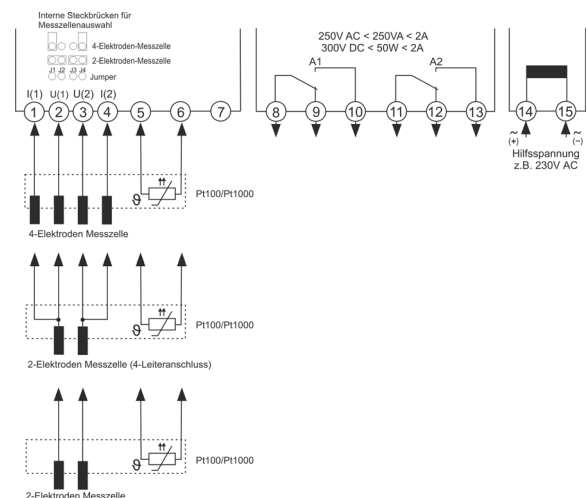 Interne Steckbrücken für
Messzellenauswahl
4-Elektroden-Messzelle
2-Elektroden-Messzelle
J1 J2 J3 J4
Jumper
I(1) U(1) U(2) I(2)
1 2 3 4 5 6 7
250V AC < 250VA < 2A
300V DC < 50W < 2A
A1 A2
8 9 10 11 12 13
14 15
~ ~
(+) (−)
Hilfsspannung
z.B. 230V AC
ϑ
Pt100/Pt1000
4-Elektroden Messzelle
ϑ
Pt100/Pt1000
2-Elektroden Messzelle (4-Leiteranschluss)
ϑ
Pt100/Pt1000
2-Elektroden Messzelle